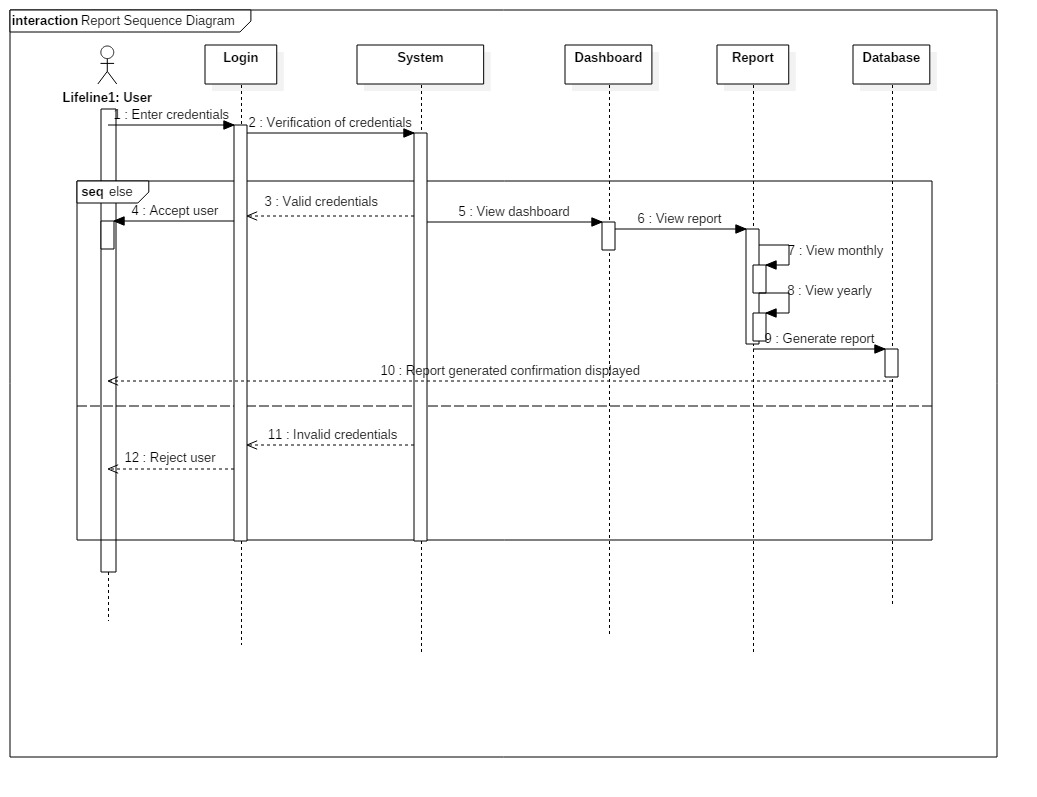 interaction Report Sequence Diagram
Login
System
Dashboard
Report
Database
Lifeline1: User
1 : Enter credentials
2 : Verification of credentials
seq else
3 : Valid credentials
4 : Accept user
5 : View dashboard
6 : View report
7 : View monthly
8 : View yearly
9 : Generate report
10 : Report generated confirmation displayed
11 : Invalid credentials
12 : Reject user